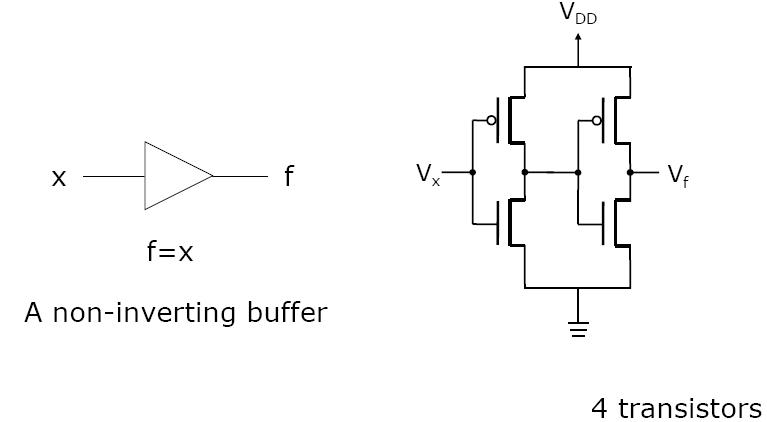 V_DD
x
f
V_x
V_f
f=x
A non-inverting buffer
4 transistors